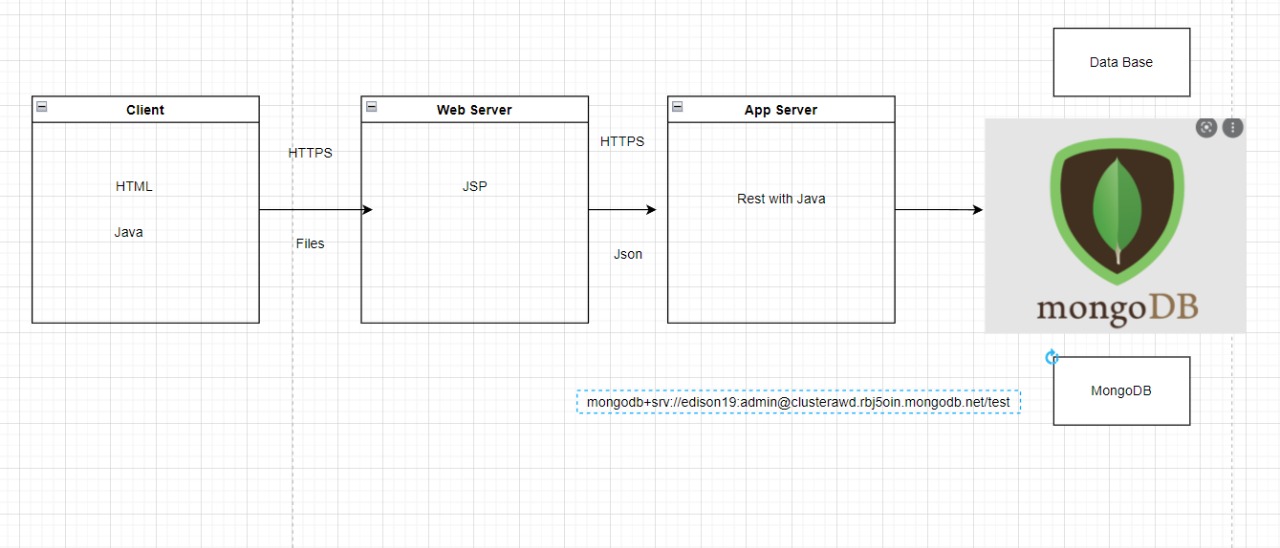 Data Base
Client
Web Server
App Server
HTTPS
HTTPS
HTML
JSP
Rest with Java
Java
Files
Json
mongoDB
MongoDB
mongodb+srv://edison19:admin@clusterawd.rbj5oin.mongodb.net/test